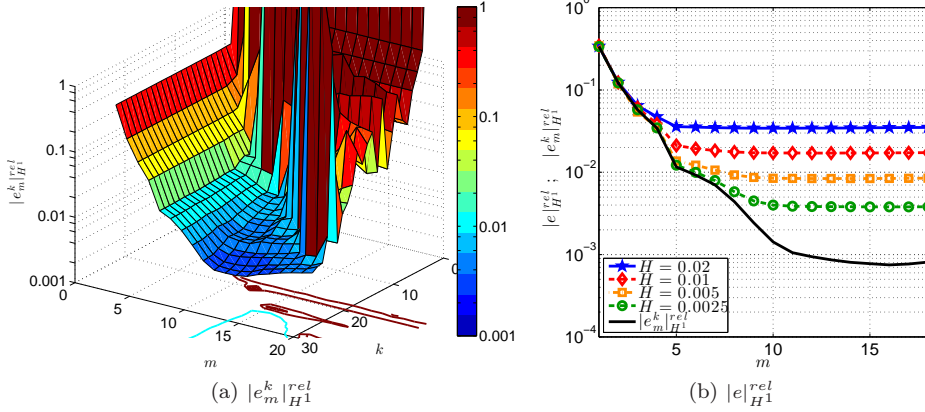 1
0.1
0.01
0.001
|e_m^k|_{H^1}^{rel}
0
5
10
15
20
m
30
20
10
0
k
1
0.1
0.01
0.001
(a) |e_m^k|_{H^1}^{rel}
10^0
10^{-1}
10^{-2}
10^{-3}
10^{-4}
|e|_{H^1}^{rel} ; |e_m^k|_{H^1}^{rel}
H = 0.02
H = 0.01
H = 0.005
H = 0.0025
|e_m^k|_{H^1}^{rel}
5
10
15
m
(b) |e|_{H^1}^{rel}